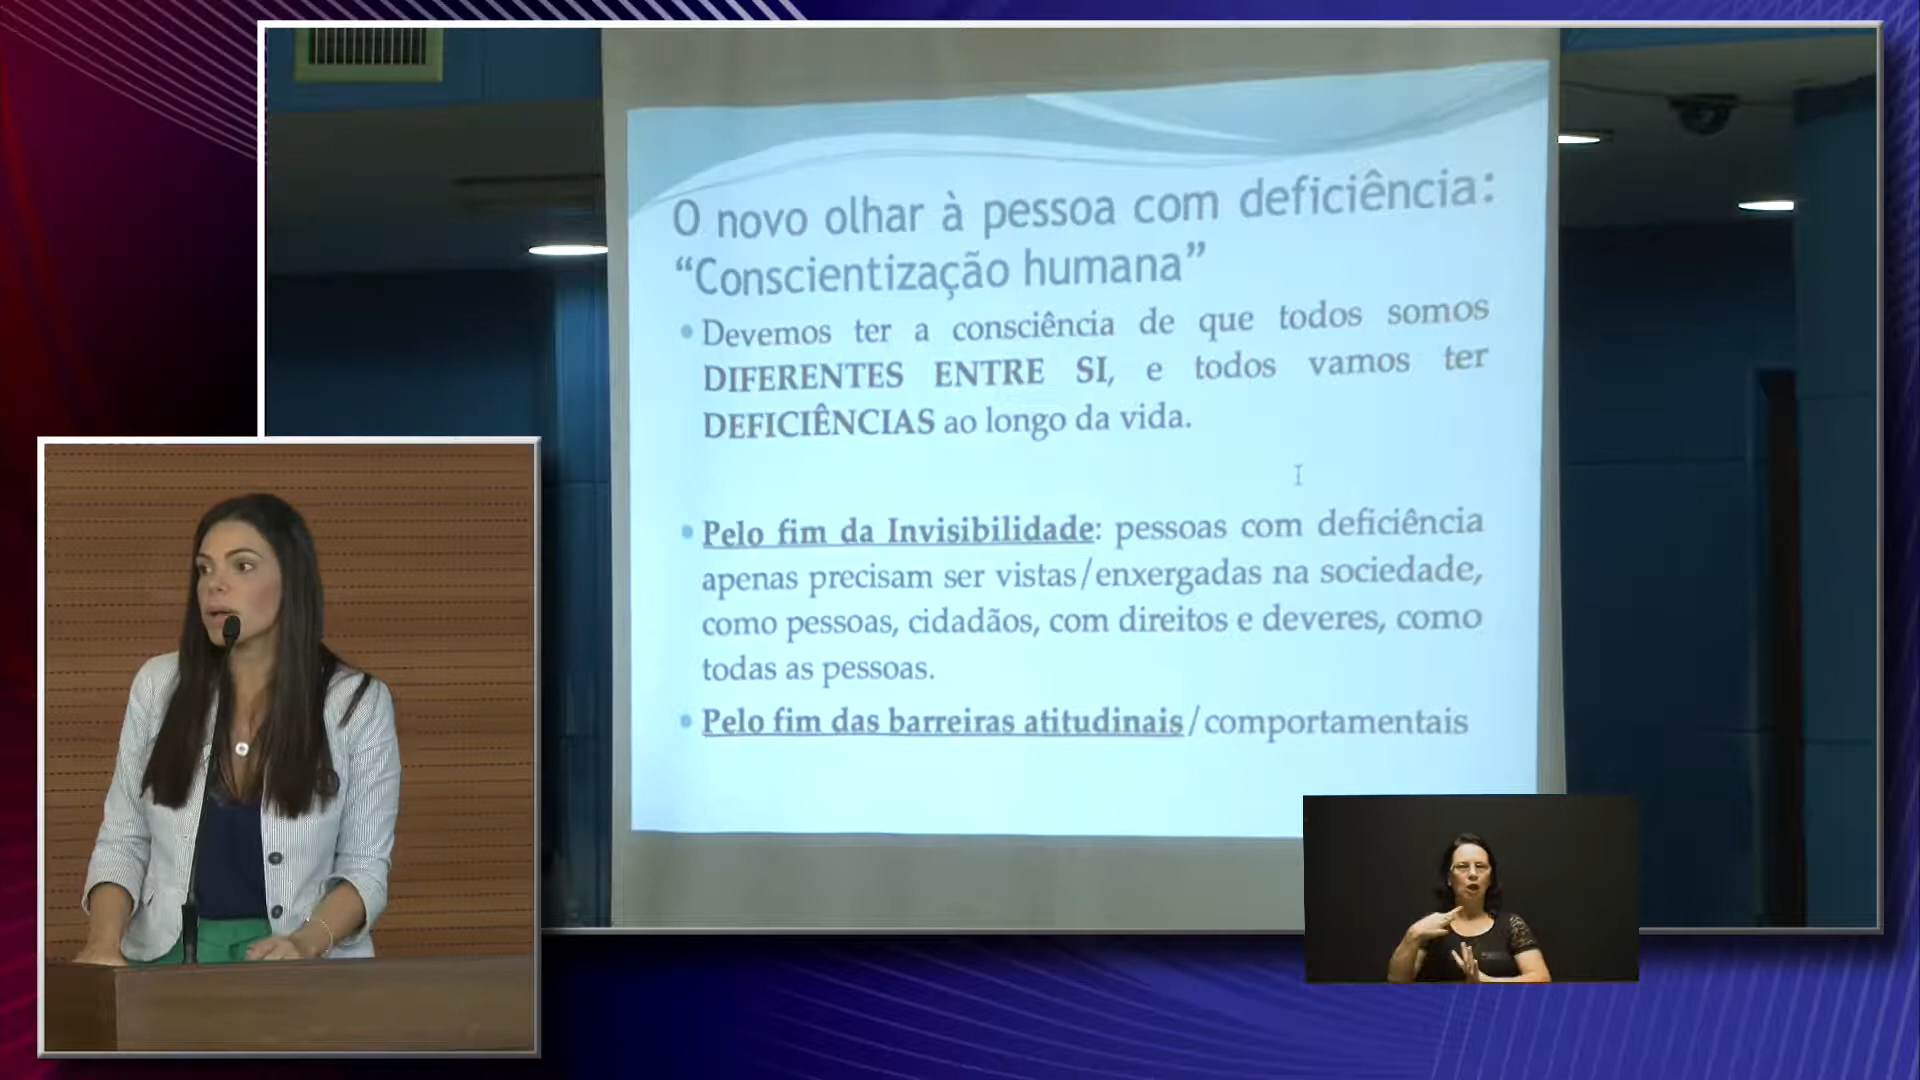 O novo olhar à pessoa com deficiência:
“Conscientização humana”
Devemos ter a consciência de que todos somos
DIFERENTES ENTRE SI, e todos vamos ter
DEFICIÊNCIAS ao longo da vida.
Pelo fim da Invisibilidade: pessoas com deficiência
apenas precisam ser vistas/enxergadas na sociedade,
como pessoas, cidadãos, com direitos e deveres, como
todas as pessoas.
Pelo fim das barreiras atitudinais/comportamentais